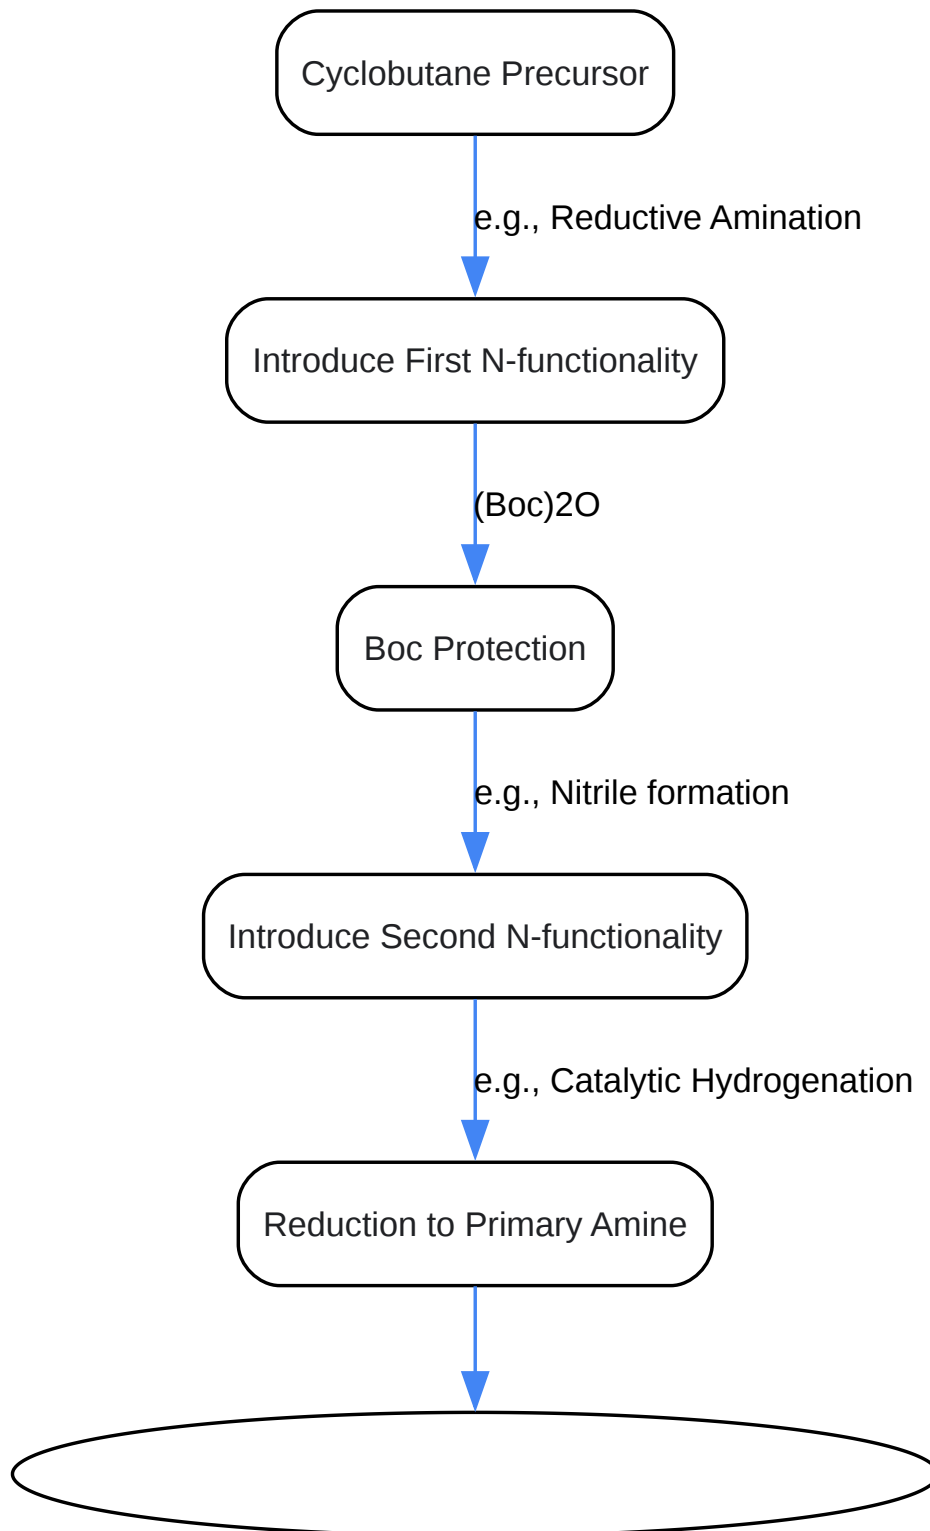 Cyclobutane Precursor
e.g., Reductive Amination
Introduce First N-functionality
(Boc)2O
Boc Protection
e.g., Nitrile formation
Introduce Second N-functionality
e.g., Catalytic Hydrogenation
Reduction to Primary Amine